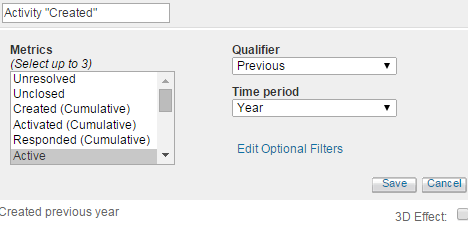 Activity "Created"
Metrics
(Select up to 3)
Unresolved
Unclosed
Created (Cumulative)
Activated (Cumulative)
Responded (Cumulative)
Active
Qualifier
Previous
Time period
Year
Edit Optional Filters
Save Cancel
Created previous year
3D Effect: